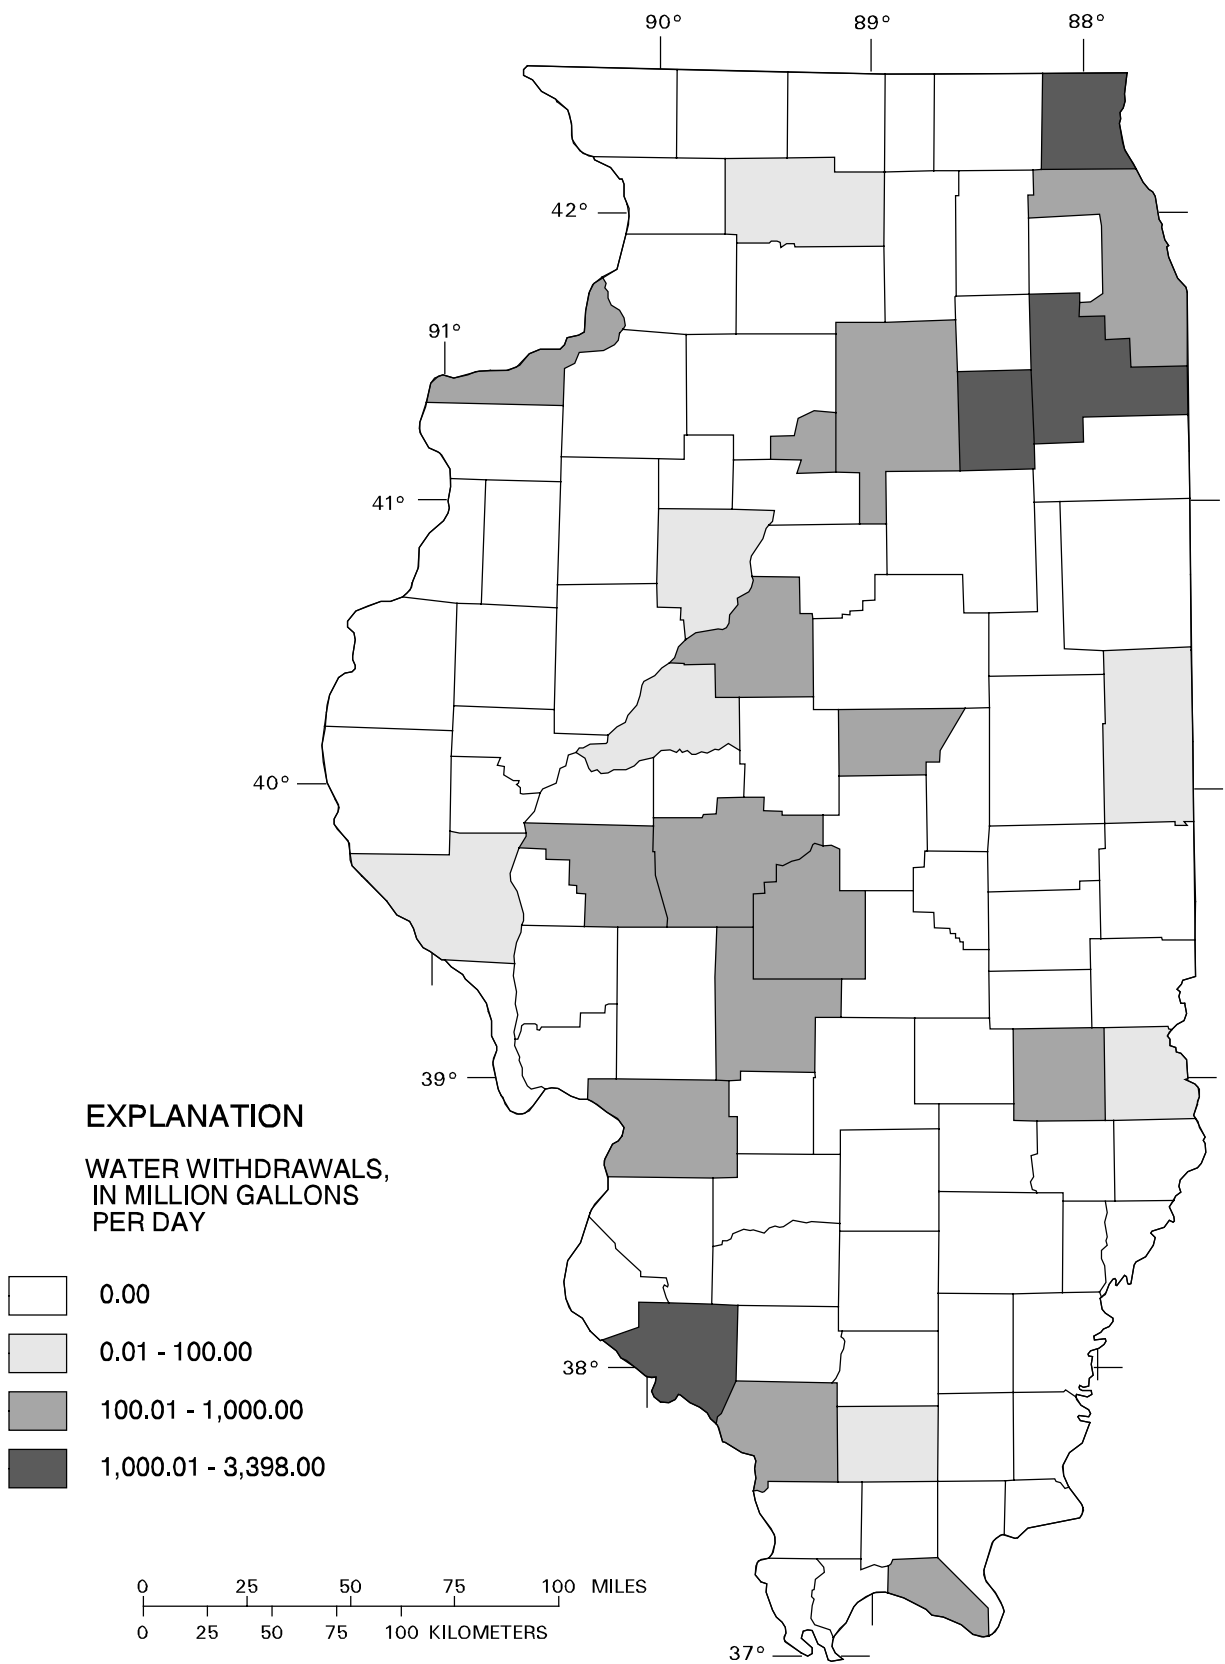 90°
89°
88°
42°
91°
41°
40°
39°
EXPLANATION
WATER WITHDRAWALS,
IN MILLION GALLONS
PER DAY
0.00
0.01 - 100.00
100.01 - 1,000.00
1,000.01 - 3,398.00
38°
0 25 50 75 100 MILES
0 25 50 75 100 KILOMETERS
37°